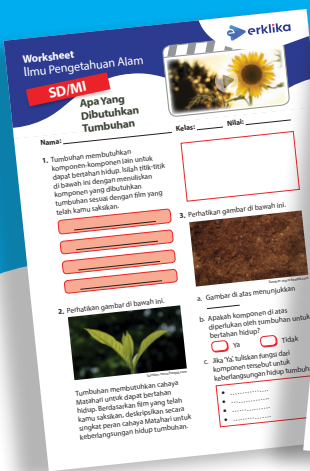 erklika
Worksheet
Ilmu Pengetahuan Alam
SD/MI
Apa Yang
Dibutuhkan
Tumbuhan
Nama:
Kelas:
Nilai:
1. Tumbuhan membutuhkan
komponen-komponen lain untuk
dapat bertahan hidup. Isilah titik-titik
di bawah ini dengan menuliskan
komponen yang dibutuhkan
tumbuhan sesuai dengan film yang
telah kamu saksikan.
2. Perhatikan gambar di bawah ini.
Tumbuhan membutuhkan cahaya
Matahari untuk dapat bertahan
hidup. Berdasarkan film yang telah
kamu saksikan, deskripsikan secara
singkat peran cahaya Matahari untuk
keberlangsungan hidup tumbuhan.
3. Perhatikan gambar di bawah ini.
a. Gambar di atas menunjukkan
b. Apakah komponen di atas
diperlukan oleh tumbuhan untuk
bertahan hidup?
Ya
Tidak
c. Jika 'Ya', tuliskan fungsi dari
komponen tersebut untuk
keberlangsungan hidup tumbuh